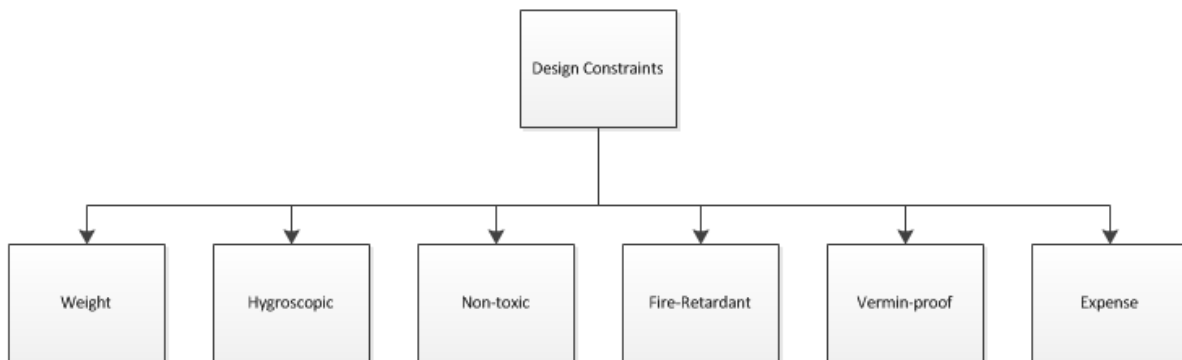 Design Constraints
Weight
Hygroscopic
Non-toxic
Fire-Retardant
Vermin-proof
Expense